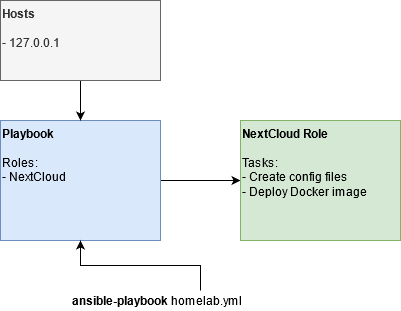 Hosts
- 127.0.0.1
Playbook
Roles:
- NextCloud
NextCloud Role
Tasks:
- Create config files
- Deploy Docker image
ansible-playbook homelab.yml